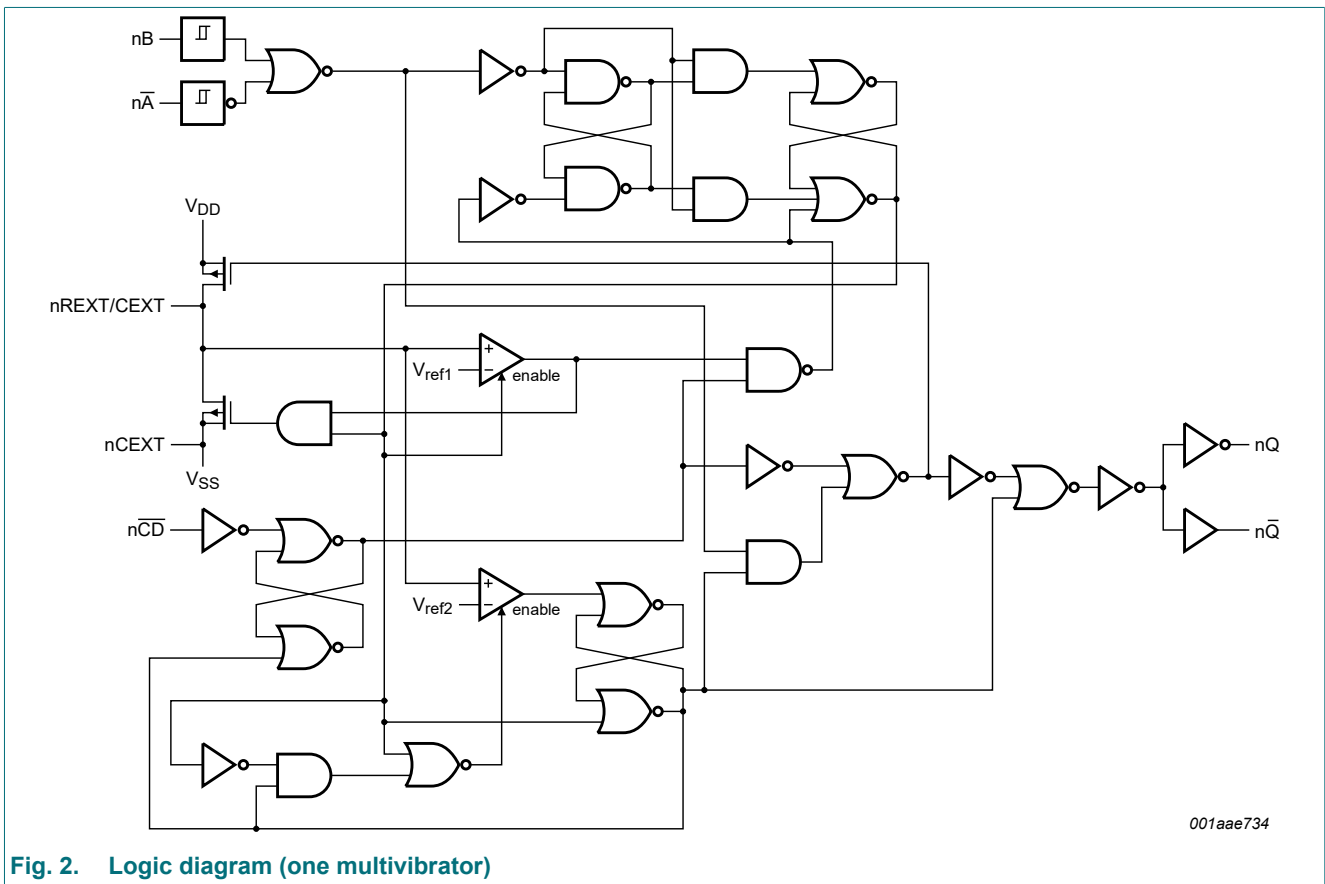 nB
nA̅
VDD
nREXT/CEXT
+
Vref1 −
enable
nCEXT
VSS
nQ
nCD̅
nQ̅
+
Vref2 −
enable
001aae734
Fig. 2. Logic diagram (one multivibrator)